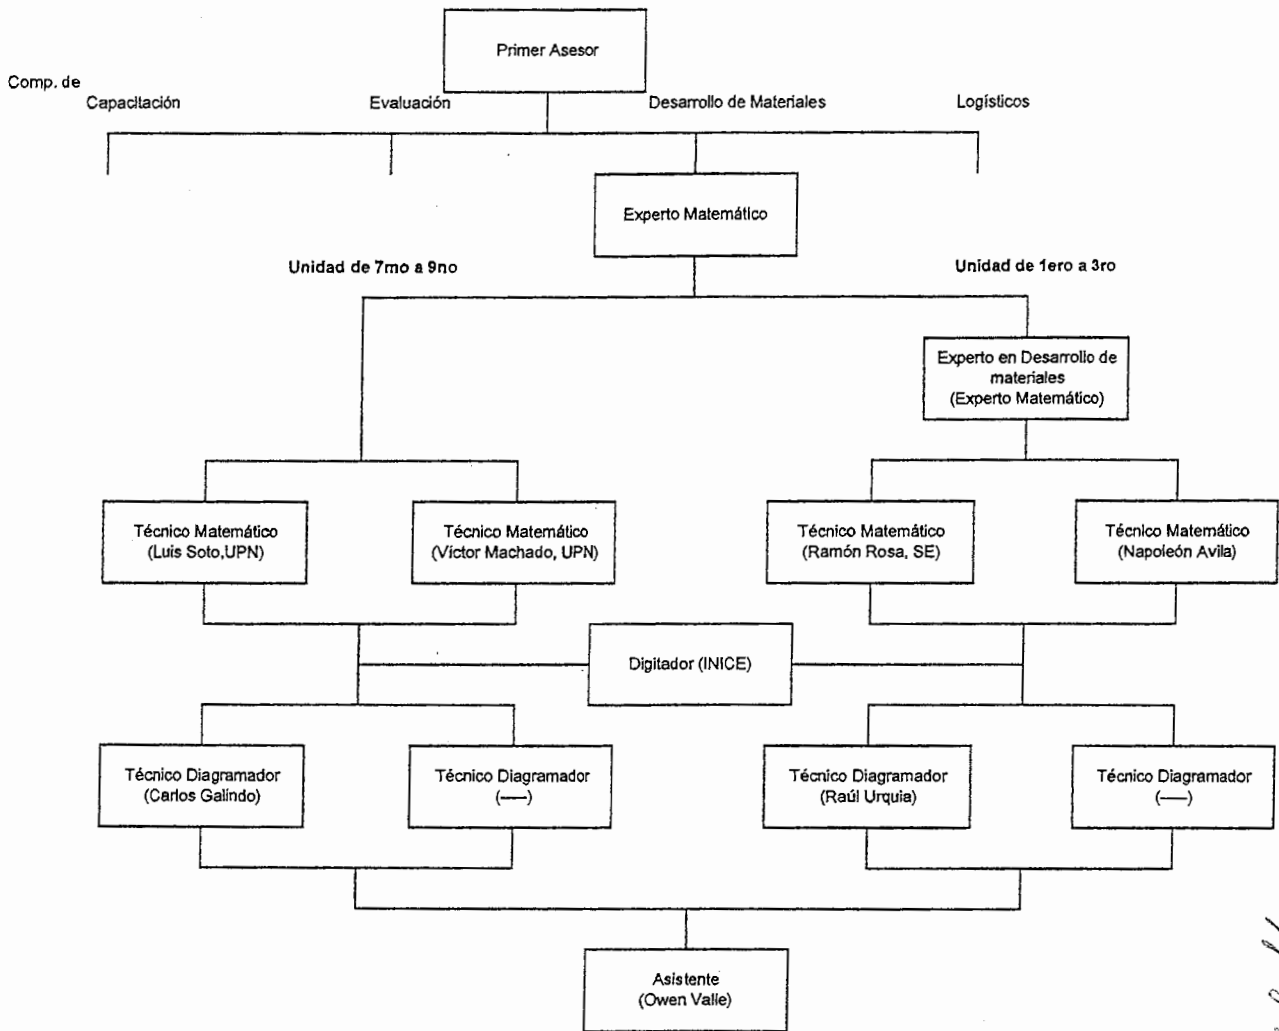 Primer Asesor
Comp. de
Capacitación
Evaluación
Desarrollo de Materiales
Logísticos
Experto Matemático
Unidad de 7mo a 9no
Unidad de 1ero a 3ro
Experto en Desarrollo de
materiales
(Experto Matemático)
Técnico Matemático
(Luis Soto,UPN)
Técnico Matemático
(Víctor Machado, UPN)
Técnico Matemático
(Ramón Rosa, SE)
Técnico Matemático
(Napoleón Avila)
Digitador (INICE)
Técnico Diagramador
(Carlos Galindo)
Técnico Diagramador
(-----)
Técnico Diagramador
(Raúl Urquia)
Técnico Diagramador
(-----)
Asistente
(Owen Valle)